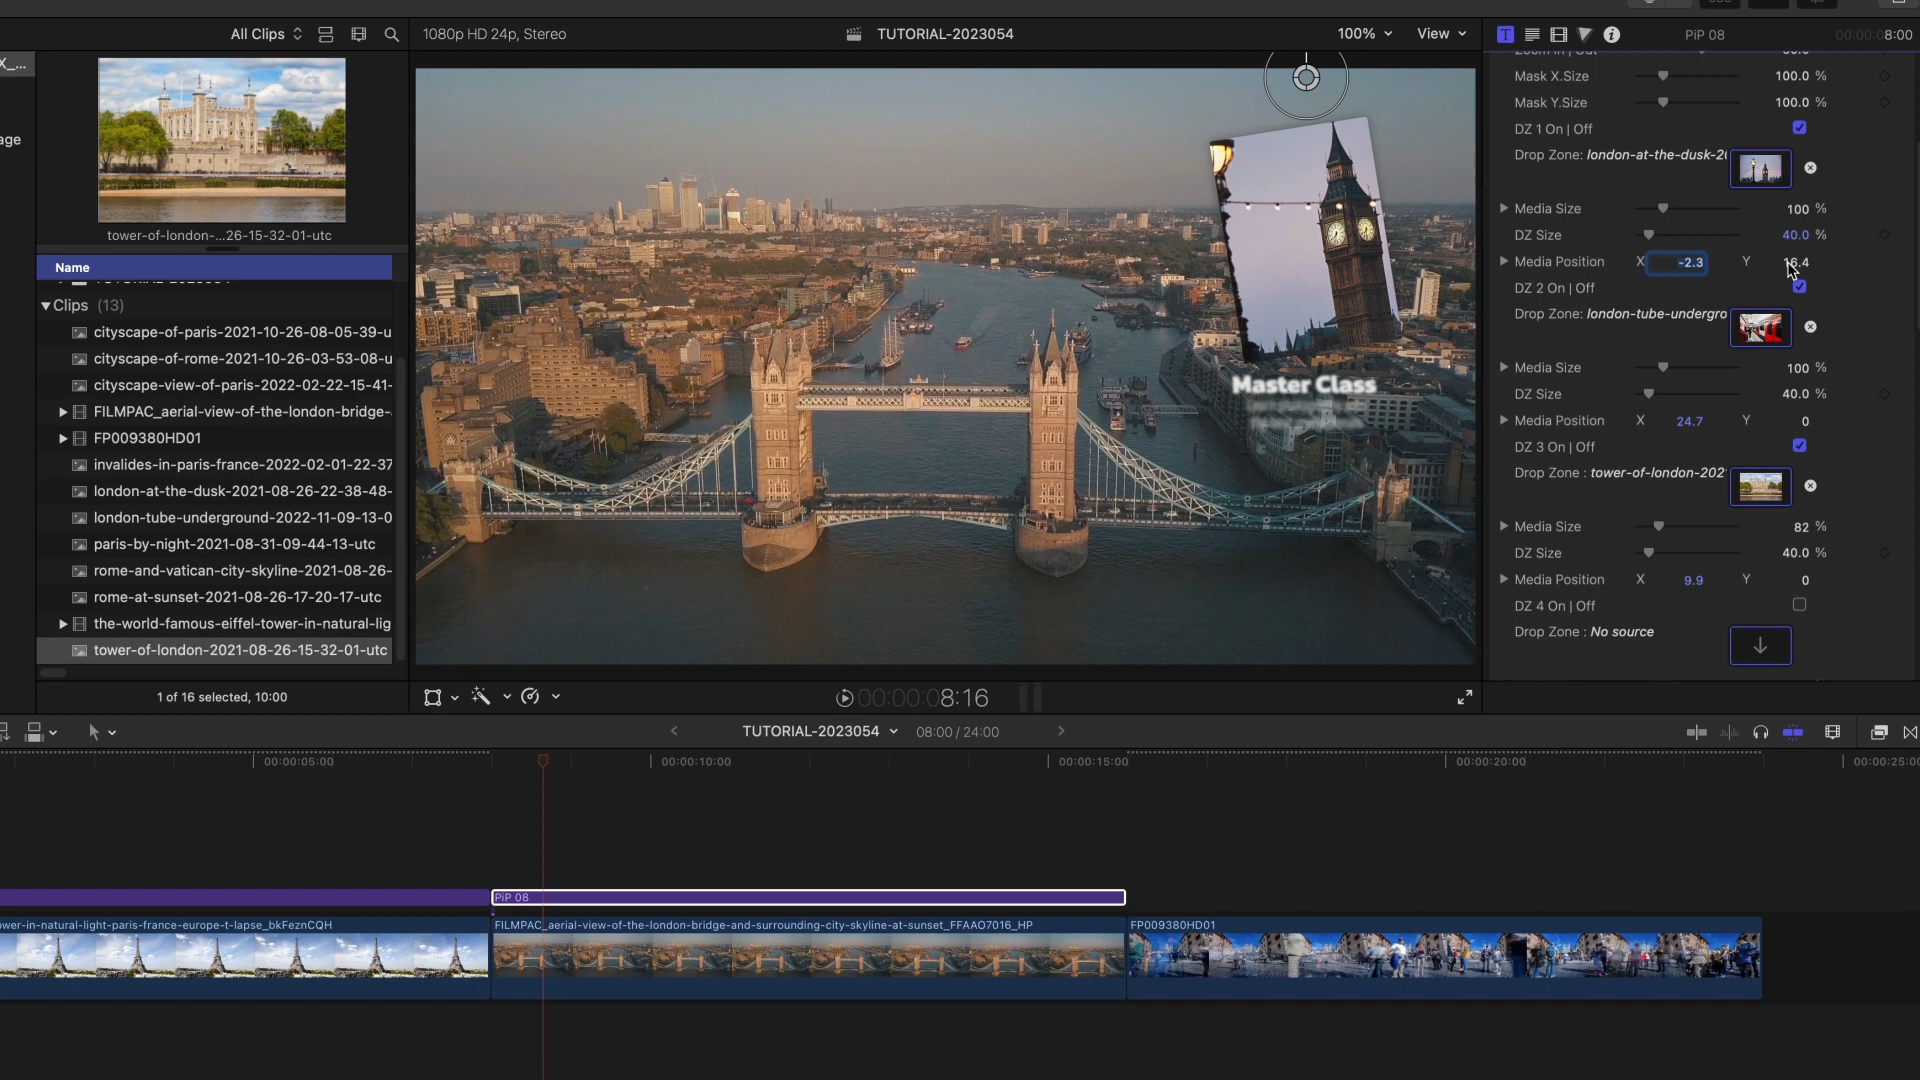 All Clips
1080p HD 24p, Stereo
TUTORIAL-2023054
100%
View
PiP 08
00:00:08:00
X_...
age
tower-of-london-...26-15-32-01-utc
Name
Clips (13)
cityscape-of-paris-2021-10-26-08-05-39-u
cityscape-of-rome-2021-10-26-03-53-08-u
cityscape-view-of-paris-2022-02-22-15-41-
FILMPAC_aerial-view-of-the-london-bridge-
FP009380HD01
invalides-in-paris-france-2022-02-01-22-37
london-at-the-dusk-2021-08-26-22-38-48-
london-tube-underground-2022-11-09-13-0
paris-by-night-2021-08-31-09-44-13-utc
rome-and-vatican-city-skyline-2021-08-26-
rome-at-sunset-2021-08-26-17-20-17-utc
the-world-famous-eiffel-tower-in-natural-lig
tower-of-london-2021-08-26-15-32-01-utc
1 of 16 selected, 10:00
Master Class
00:00:08:16
Mask X.Size 100.0 %
Mask Y.Size 100.0 %
DZ 1 On | Off
Drop Zone: london-at-the-dusk-20
Media Size 100 %
DZ Size 40.0 %
Media Position X -2.3 Y 16.4
DZ 2 On | Off
Drop Zone: london-tube-undergro
Media Size 100 %
DZ Size 40.0 %
Media Position X 24.7 Y 0
DZ 3 On | Off
Drop Zone : tower-of-london-202
Media Size 82 %
DZ Size 40.0 %
Media Position X 9.9 Y 0
DZ 4 On | Off
Drop Zone : No source
TUTORIAL-2023054
08:00 / 24:00
00:00:05:00
00:00:10:00
00:00:15:00
00:00:20:00
00:00:25:00
PiP 08
ower-in-natural-light-paris-france-europe-t-lapse_bkFeznCQH
FILMPAC_aerial-view-of-the-london-bridge-and-surrounding-city-skyline-at-sunset_FFAAO7016_HP
FP009380HD01